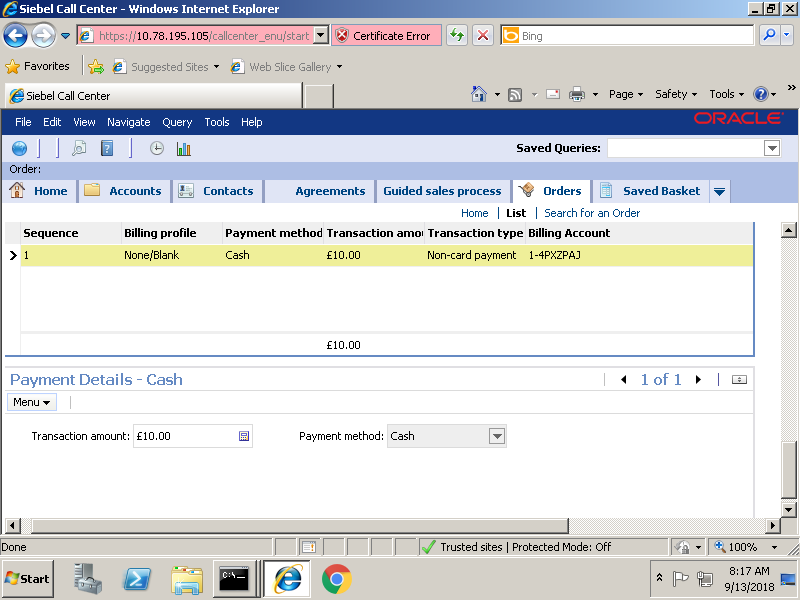 Siebel Call Center - Windows Internet Explorer
https://10.78.195.105/callcenter_enu/start
Certificate Error
Bing
Favorites
Suggested Sites
Web Slice Gallery
Siebel Call Center
Page
Safety
Tools
File Edit View Navigate Query Tools Help
ORACLE
Saved Queries:
Order:
Home Accounts Contacts Agreements Guided sales process Orders Saved Basket
Home | List | Search for an Order
Sequence Billing profile Payment method Transaction amou Transaction type Billing Account
1 None/Blank Cash £10.00 Non-card payment 1-4PXZPAJ
£10.00
Payment Details - Cash
1 of 1
Menu
Transaction amount: £10.00 Payment method: Cash
Done
Trusted sites | Protected Mode: Off
100%
Start
C:\.
8:17 AM
9/13/2018